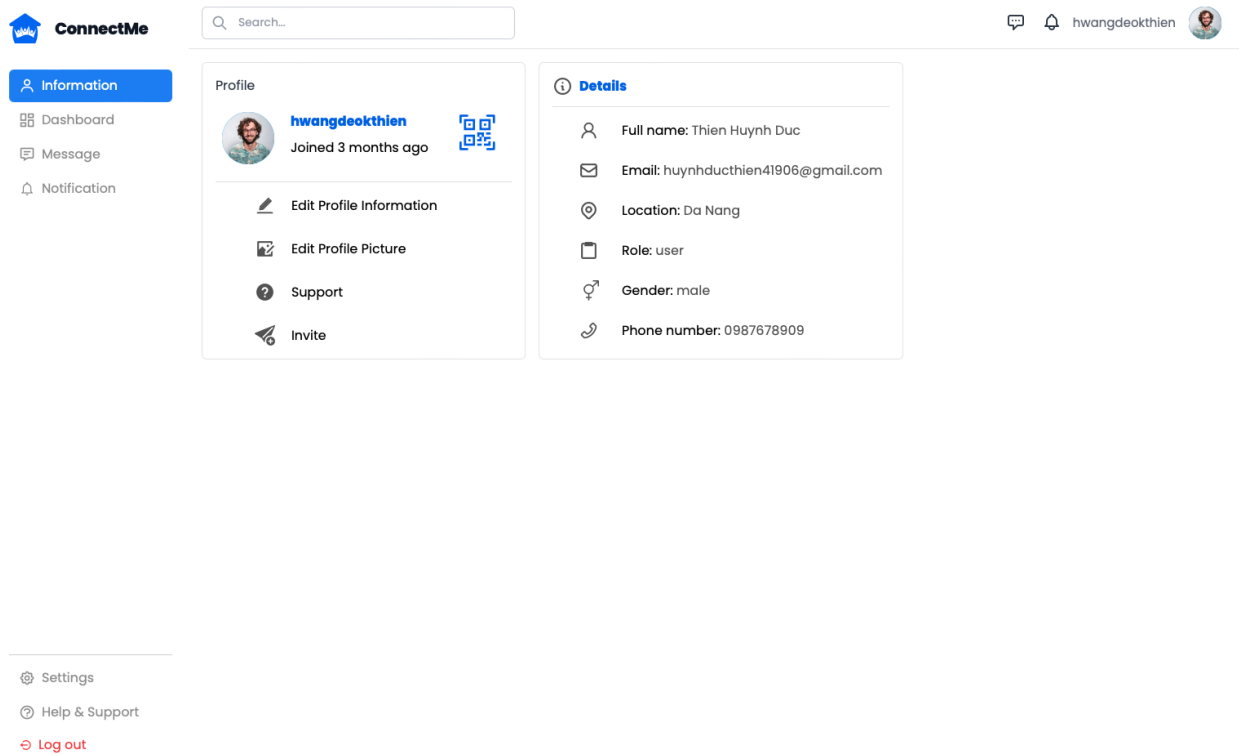 ConnectMe
Search...
hwangdeokthien
Information
Dashboard
Message
Notification
Profile
hwangdeokthien
Joined 3 months ago
Edit Profile Information
Edit Profile Picture
Support
Invite
Details
Full name: Thien Huynh Duc
Email: huynhducthien41906@gmail.com
Location: Da Nang
Role: user
Gender: male
Phone number: 0987678909
Settings
Help & Support
Log out